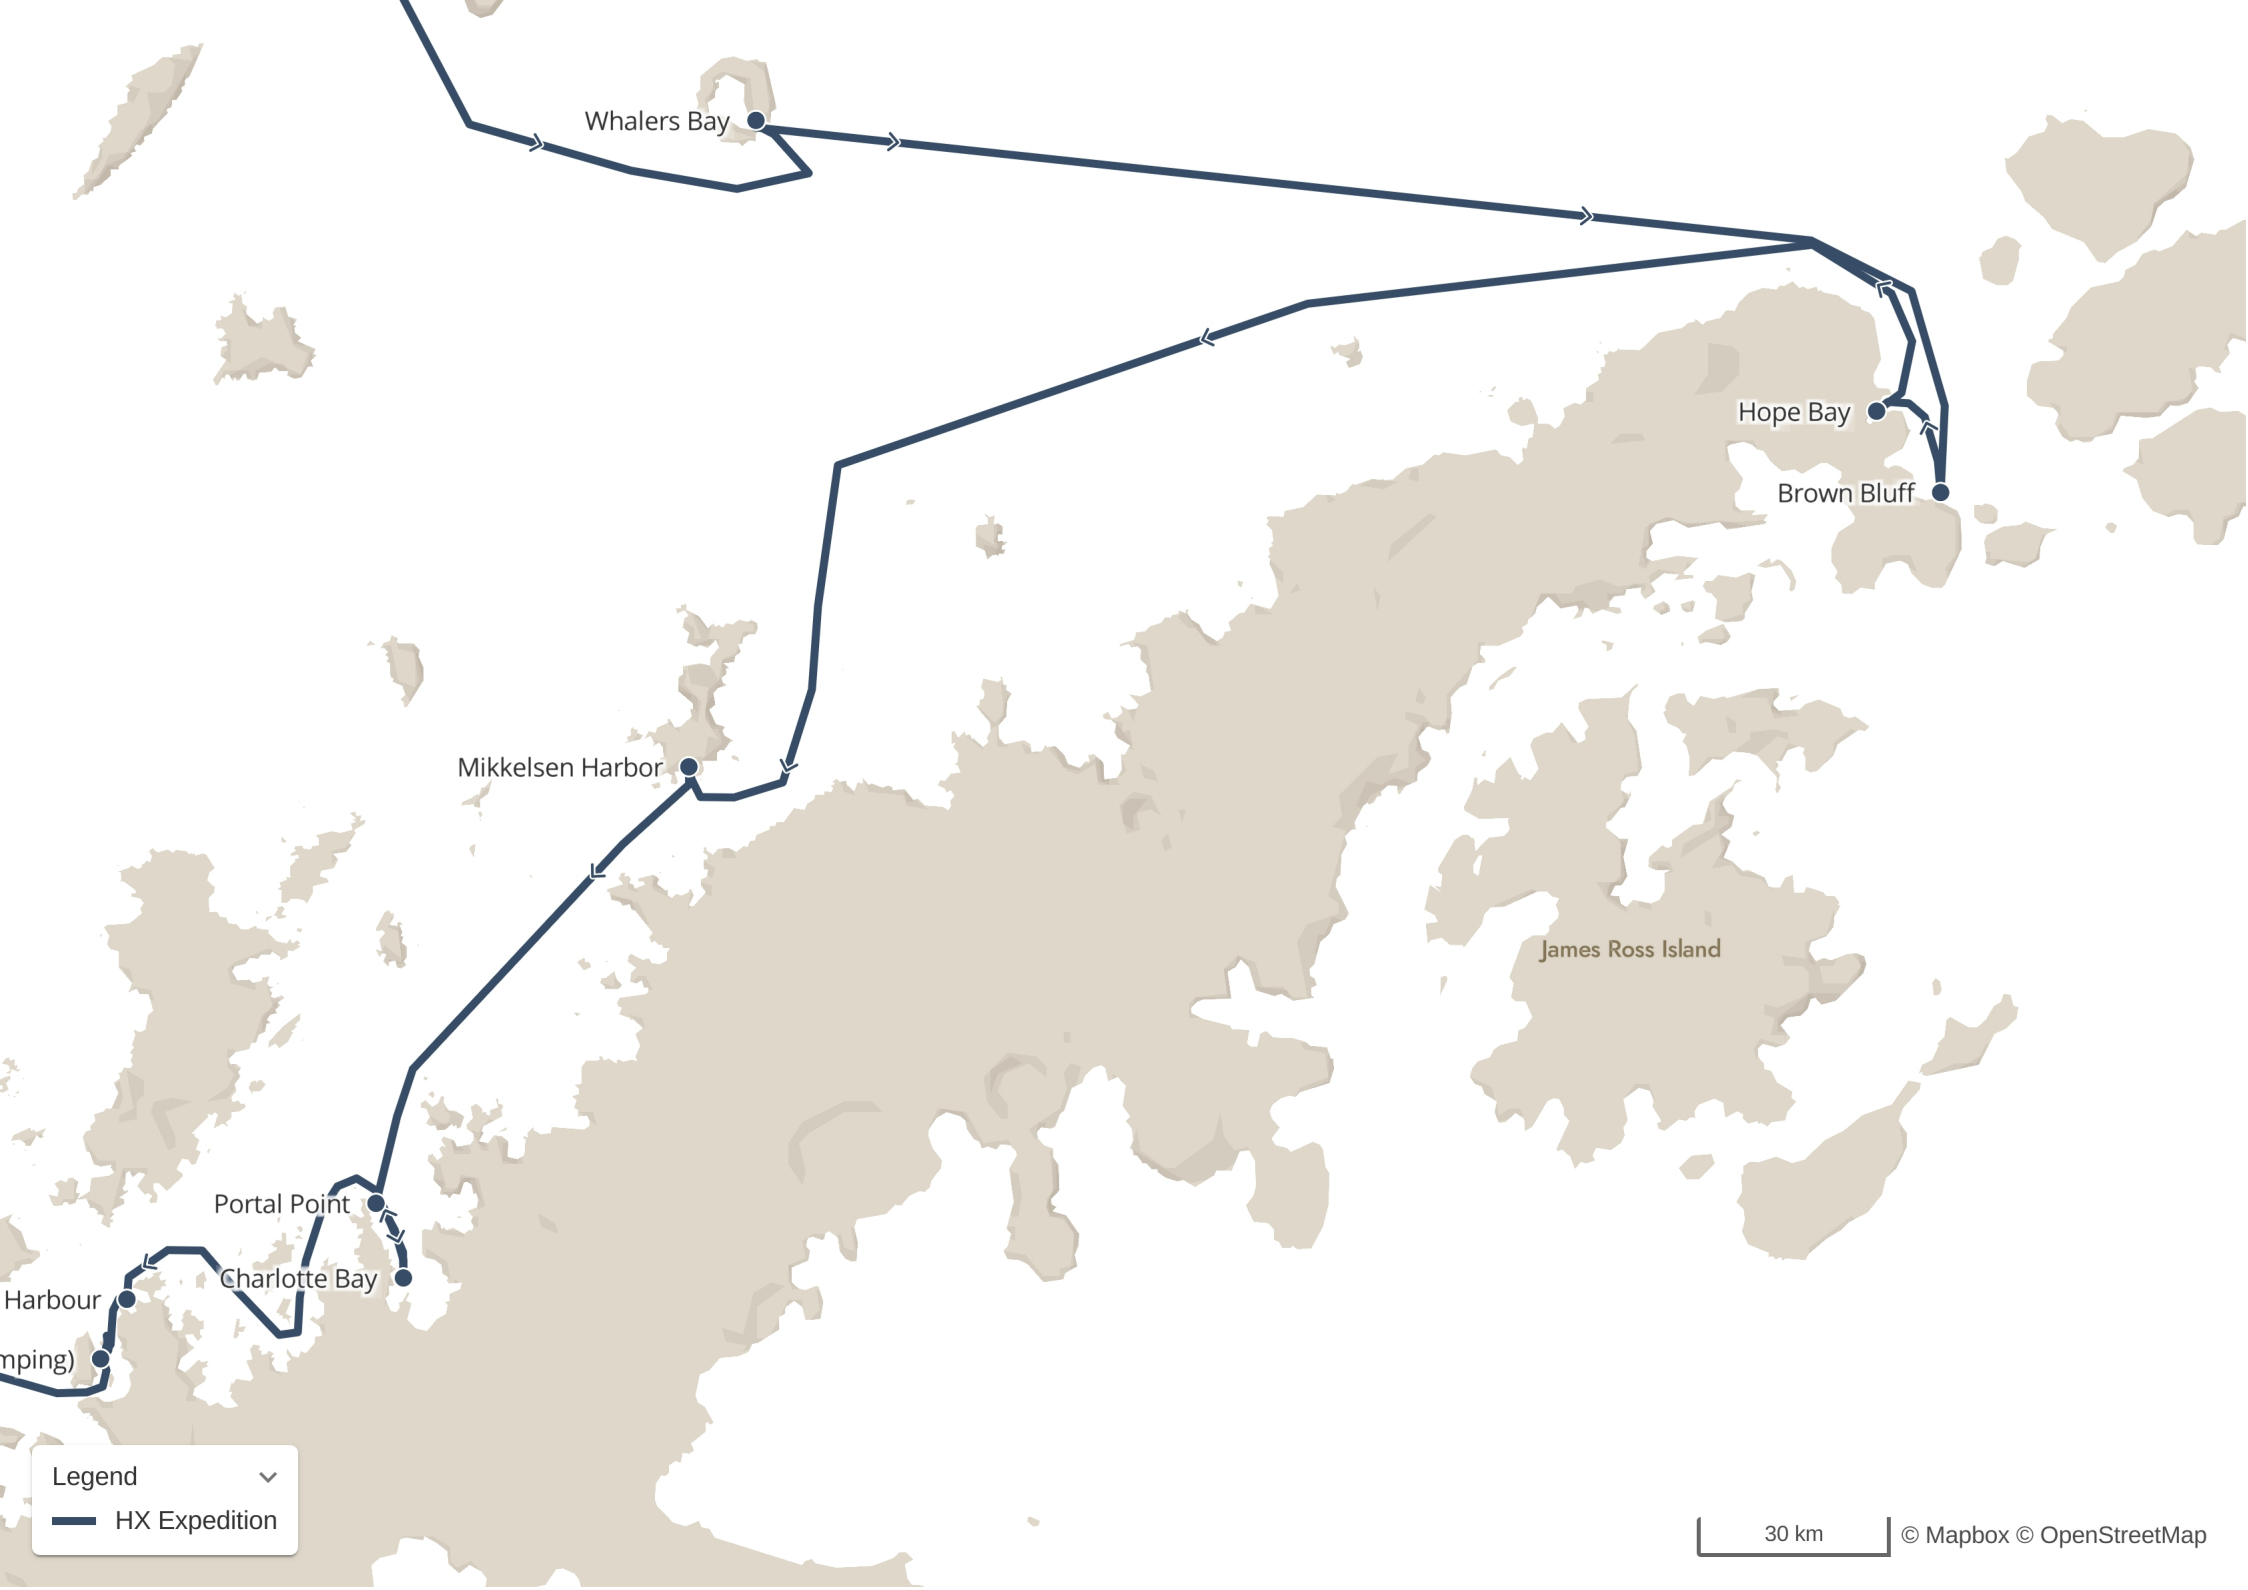 Whalers Bay
Hope Bay
Brown Bluff
Mikkelsen Harbor
James Ross Island
Portal Point
Charlotte Bay
Harbour
mping)
Legend
HX Expedition
30 km
© Mapbox © OpenStreetMap